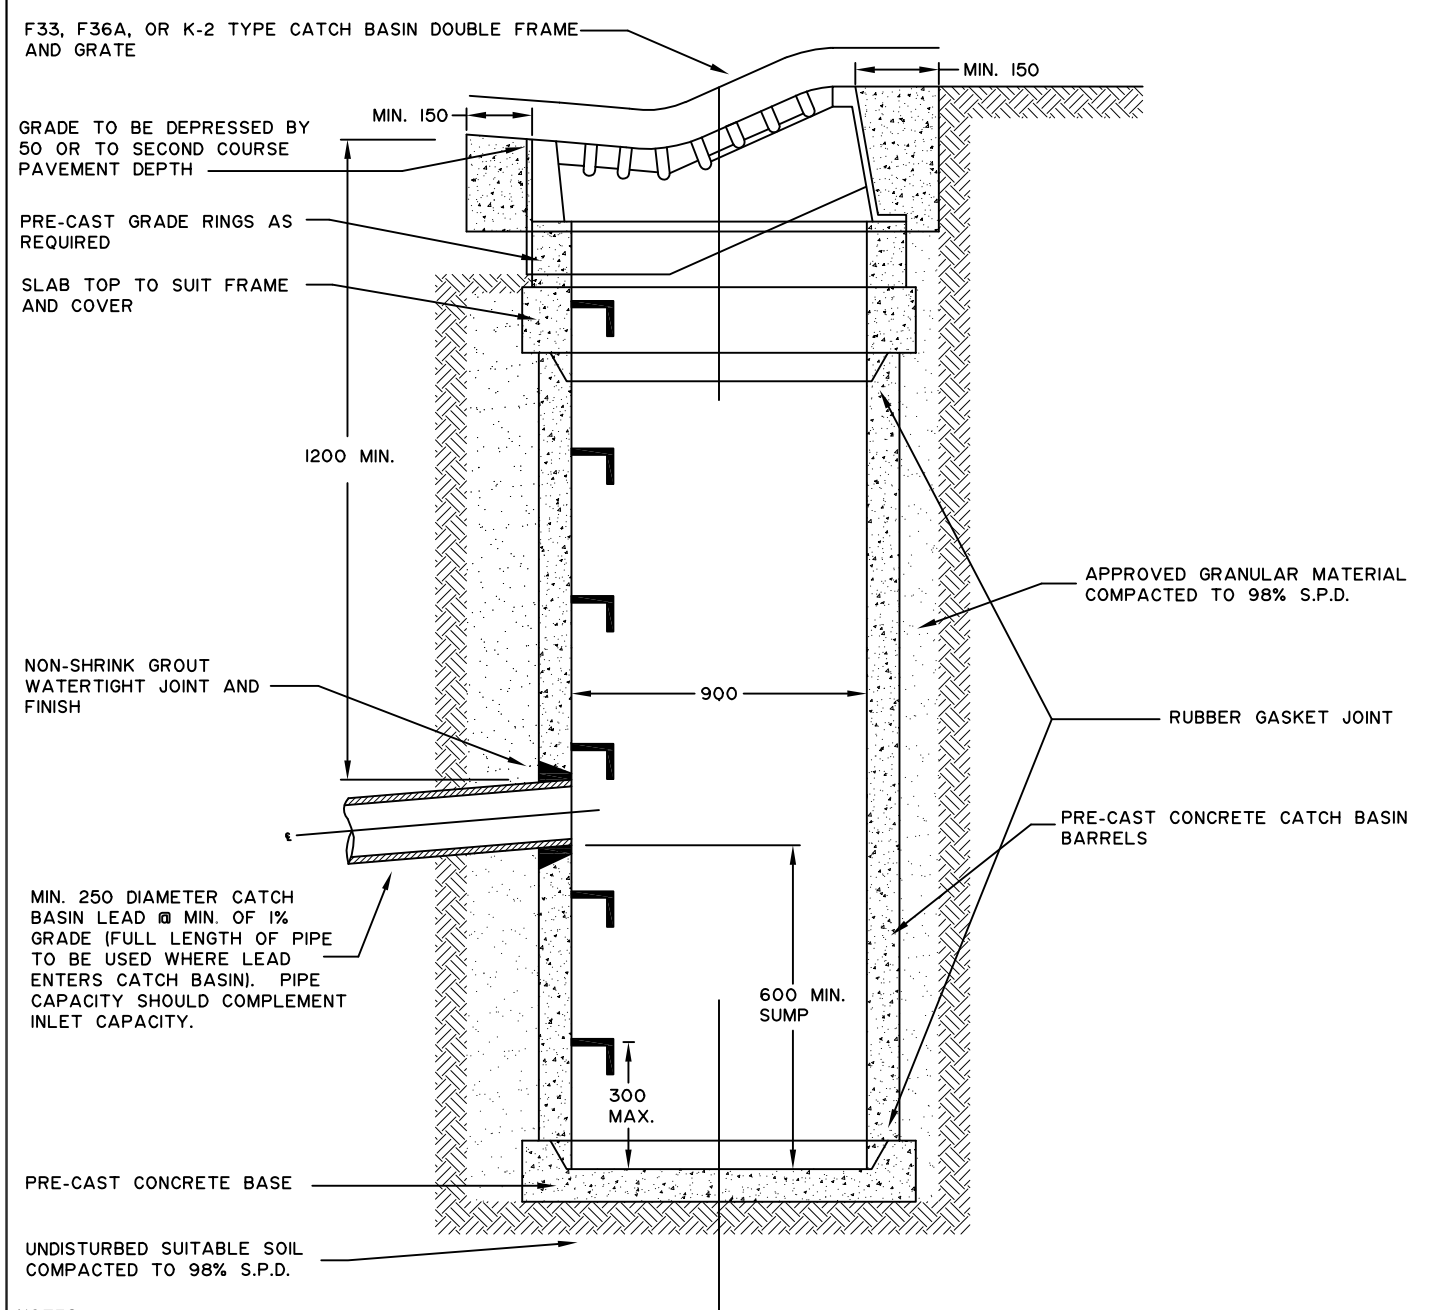 F33, F36A, OR K-2 TYPE CATCH BASIN DOUBLE FRAME
AND GRATE
MIN. 150
MIN. 150
GRADE TO BE DEPRESSED BY
50 OR TO SECOND COURSE
PAVEMENT DEPTH
PRE-CAST GRADE RINGS AS
REQUIRED
SLAB TOP TO SUIT FRAME
AND COVER
1200 MIN.
APPROVED GRANULAR MATERIAL
COMPACTED TO 98% S.P.D.
NON-SHRINK GROUT
WATERTIGHT JOINT AND
FINISH
900
RUBBER GASKET JOINT
PRE-CAST CONCRETE CATCH BASIN
BARRELS
℄
MIN. 250 DIAMETER CATCH
BASIN LEAD @ MIN. OF 1%
GRADE (FULL LENGTH OF PIPE
TO BE USED WHERE LEAD
ENTERS CATCH BASIN). PIPE
CAPACITY SHOULD COMPLEMENT
INLET CAPACITY.
600 MIN.
SUMP
300
MAX.
PRE-CAST CONCRETE BASE
UNDISTURBED SUITABLE SOIL
COMPACTED TO 98% S.P.D.